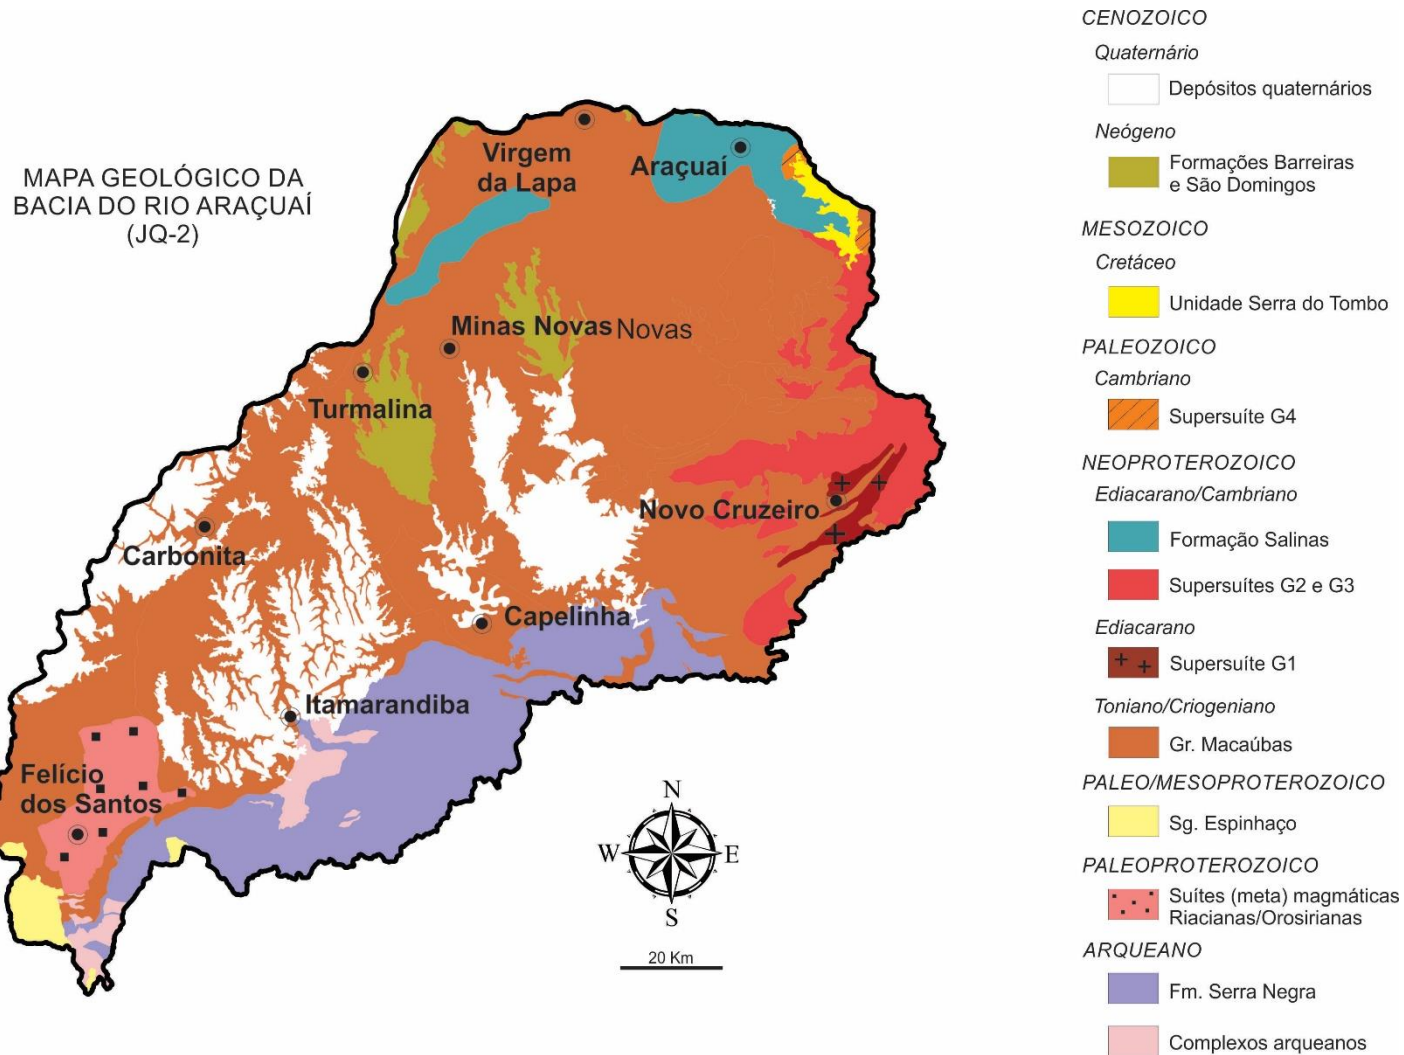 MAPA GEOLÓGICO DA
BACIA DO RIO ARAÇUAÍ
(JQ-2)
Virgem
da Lapa
Araçuaí
Minas Novas Novas
Turmalina
Novo Cruzeiro
Carbonita
Capelinha
Itamarandiba
Felício
dos Santos
N
W E
S
20 Km
CENOZOICO
Quaternário
Depósitos quaternários
Neógeno
Formações Barreiras
e São Domingos
MESOZOICO
Cretáceo
Unidade Serra do Tombo
PALEOZOICO
Cambriano
Supersuíte G4
NEOPROTEROZOICO
Ediacarano/Cambriano
Formação Salinas
Supersuítes G2 e G3
Ediacarano
Supersuíte G1
Toniano/Criogeniano
Gr. Macaúbas
PALEO/MESOPROTEROZOICO
Sg. Espinhaço
PALEOPROTEROZOICO
Suítes (meta) magmáticas
Riacianas/Orosirianas
ARQUEANO
Fm. Serra Negra
Complexos arqueanos